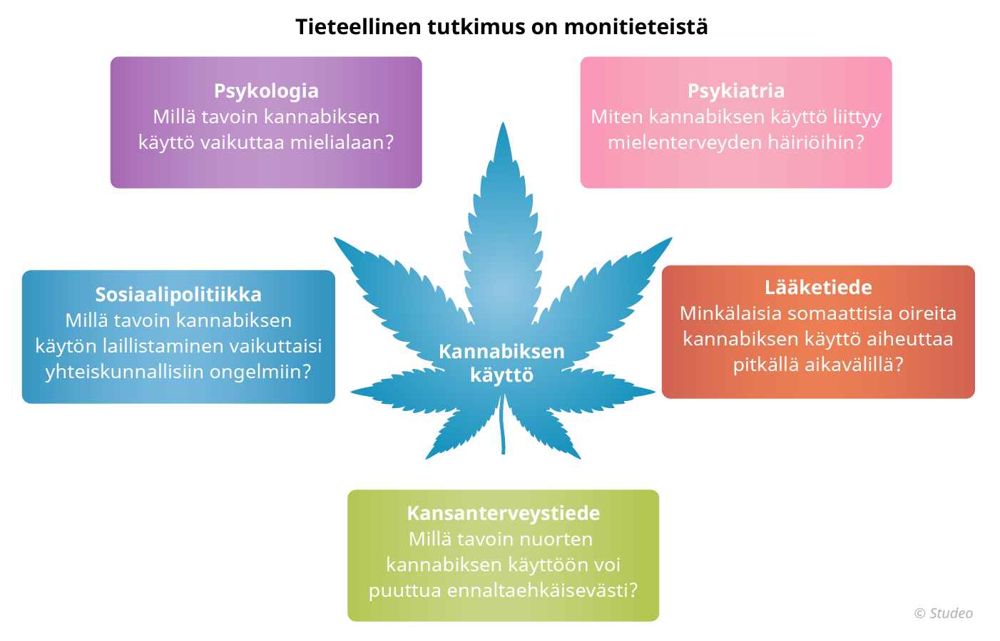 Tieteellinen tutkimus on monitieteistä
Psykologia
Millä tavoin kannabiksen
käyttö vaikuttaa mielialaan?
Psykiatria
Miten kannabiksen käyttö liittyy
mielenterveyden häiriöihin?
Sosiaalipolitiikka
Millä tavoin kannabiksen
käytön laillistaminen vaikuttaisi
yhteiskunnallisiin ongelmiin?
Kannabiksen
käyttö
Lääketiede
Minkälaisia somaattisia oireita
kannabiksen käyttö aiheuttaa
pitkällä aikavälillä?
Kansanterveystiede
Millä tavoin nuorten
kannabiksen käyttöön voi
puuttua ennaltaehkäisevästi?
© Studeo